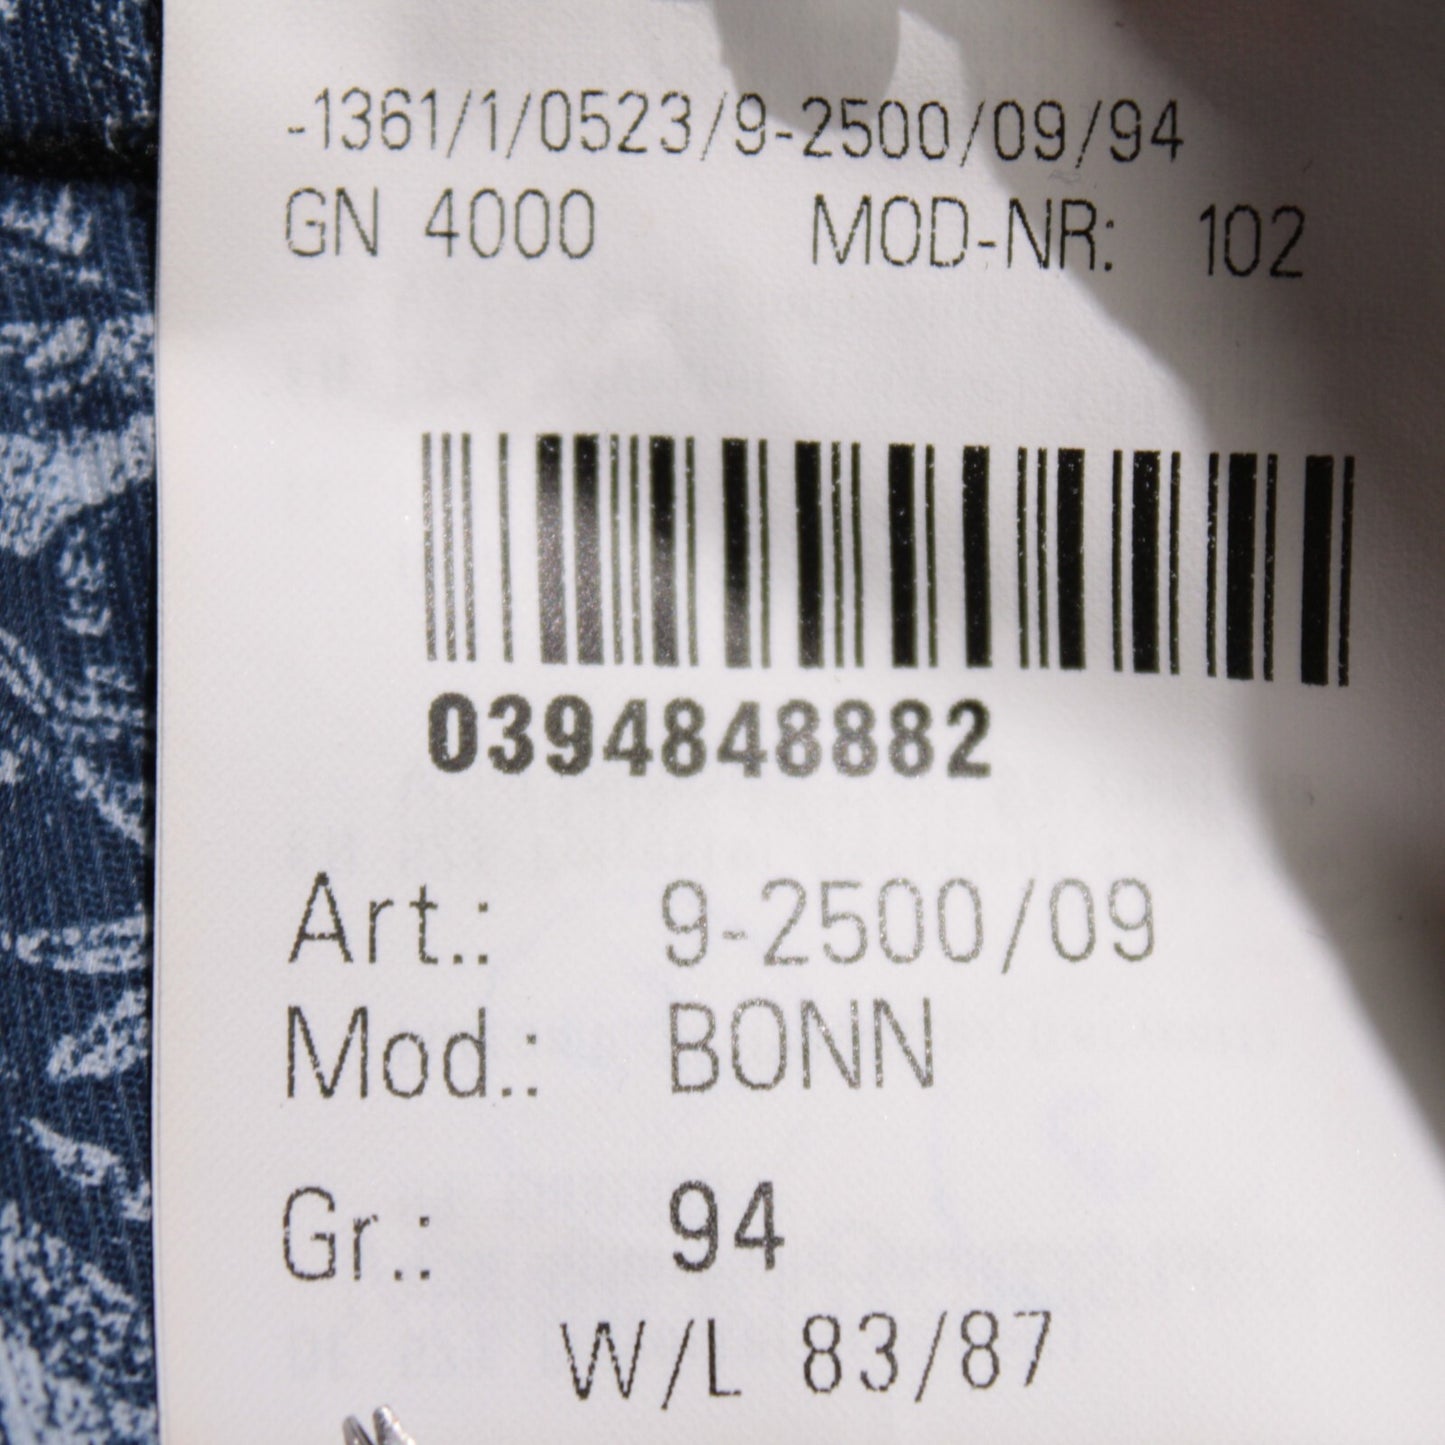 -1361/1/0523/9-2500/09/94
GN 4000 MOD-NR: 102
0394848882
Art.: 9-2500/09
Mod.: BONN
Gr.: 94
W/L 83/87